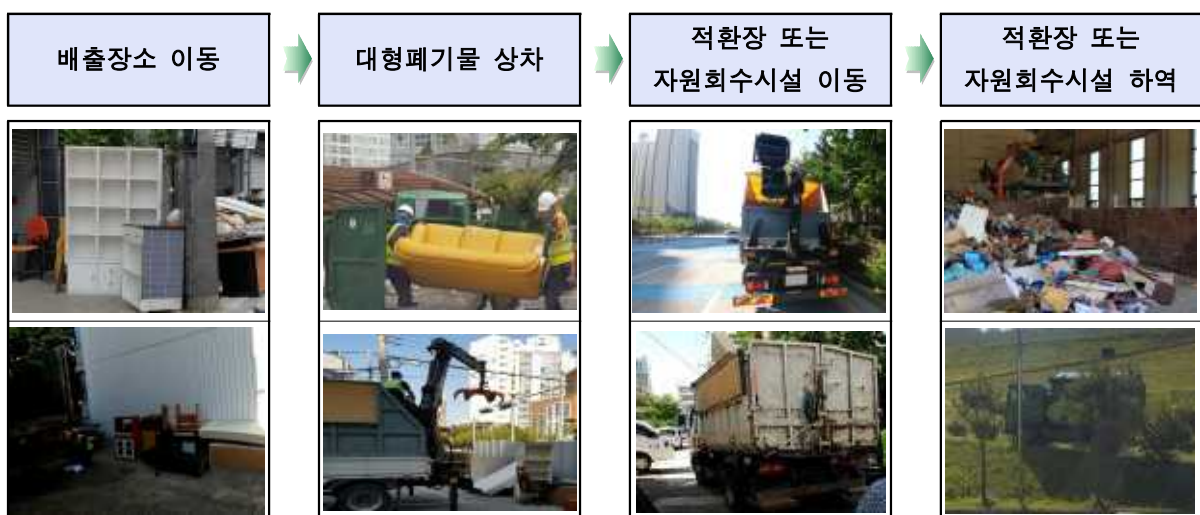 배출장소 이동
대형폐기물 상차
적환장 또는
자원회수시설 이동
적환장 또는
자원회수시설 하역